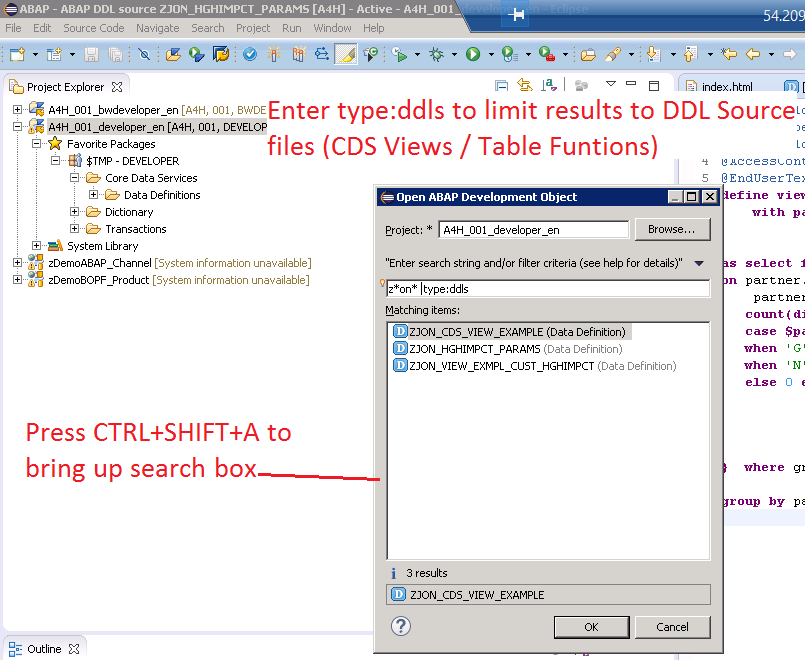 ABAP - ABAP DDL source ZJON_HGHIMPCT_PARAMS [A4H] - Active - A4H_001_developer_en - Eclipse
54.209
File Edit Source Code Navigate Search Project Run Window Help
Project Explorer
index.html
A4H_001_bwdeveloper_en [A4H, 001, BWDE
A4H_001_developer_en [A4H, 001, DEVELOP
Favorite Packages
$TMP - DEVELOPER
Core Data Services
Data Definitions
Dictionary
Transactions
System Library
zDemoABAP_Channel [System information unavailable]
zDemoBOPF_Product [System information unavailable]
Enter type:ddls to limit results to DDL Source
files (CDS Views / Table Funtions)
4 @AccessCont
5 @EndUserTex
define view
with pa
as select f
on partner.
partner
count(di
case $pa
when 'G'
when 'N'
else 0 e
} where gr
group by pa
Open ABAP Development Object
Project: * A4H_001_developer_en Browse...
"Enter search string and/or filter criteria (see help for details)"
z*on* type:ddls
Matching items:
ZJON_CDS_VIEW_EXAMPLE (Data Definition)
ZJON_HGHIMPCT_PARAMS (Data Definition)
ZJON_VIEW_EXMPL_CUST_HGHIMPCT (Data Definition)
3 results
ZJON_CDS_VIEW_EXAMPLE
OK Cancel
Press CTRL+SHIFT+A to
bring up search box
Outline